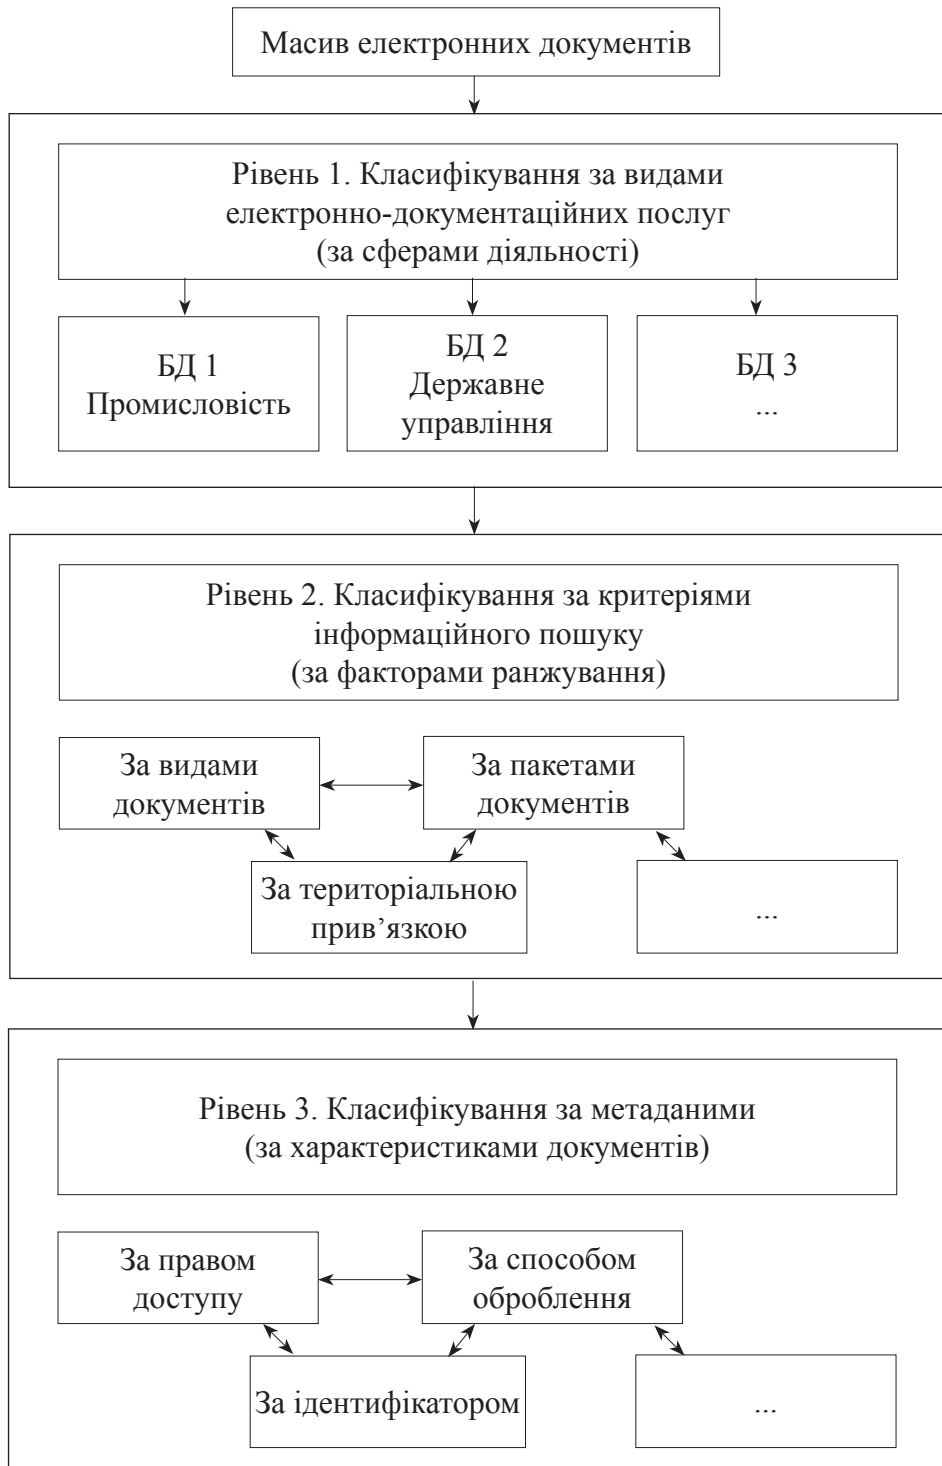 Масив електронних документів
Рівень 1. Класифікування за видами
електронно-документаційних послуг
(за сферами діяльності)
БД 1
Промисловість
БД 2
Державне
управління
БД 3
...
Рівень 2. Класифікування за критеріями
інформаційного пошуку
(за факторами ранжування)
За видами
документів
За пакетами
документів
За територіальною
прив’язкою
...
Рівень 3. Класифікування за метаданими
(за характеристиками документів)
За правом
доступу
За способом
оброблення
За ідентифікатором
...